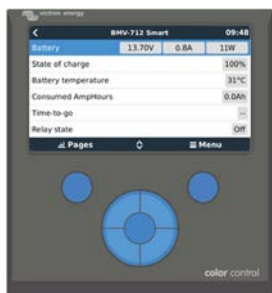 victron energy
BMV-712 Smart 09:48
Battery 13.70V 0.8A 11W
State of charge 100%
Battery temperature 31°C
Consumed AmpHours 0.0Ah
Time-to-go --
Relay state Off
Pages Menu
color control